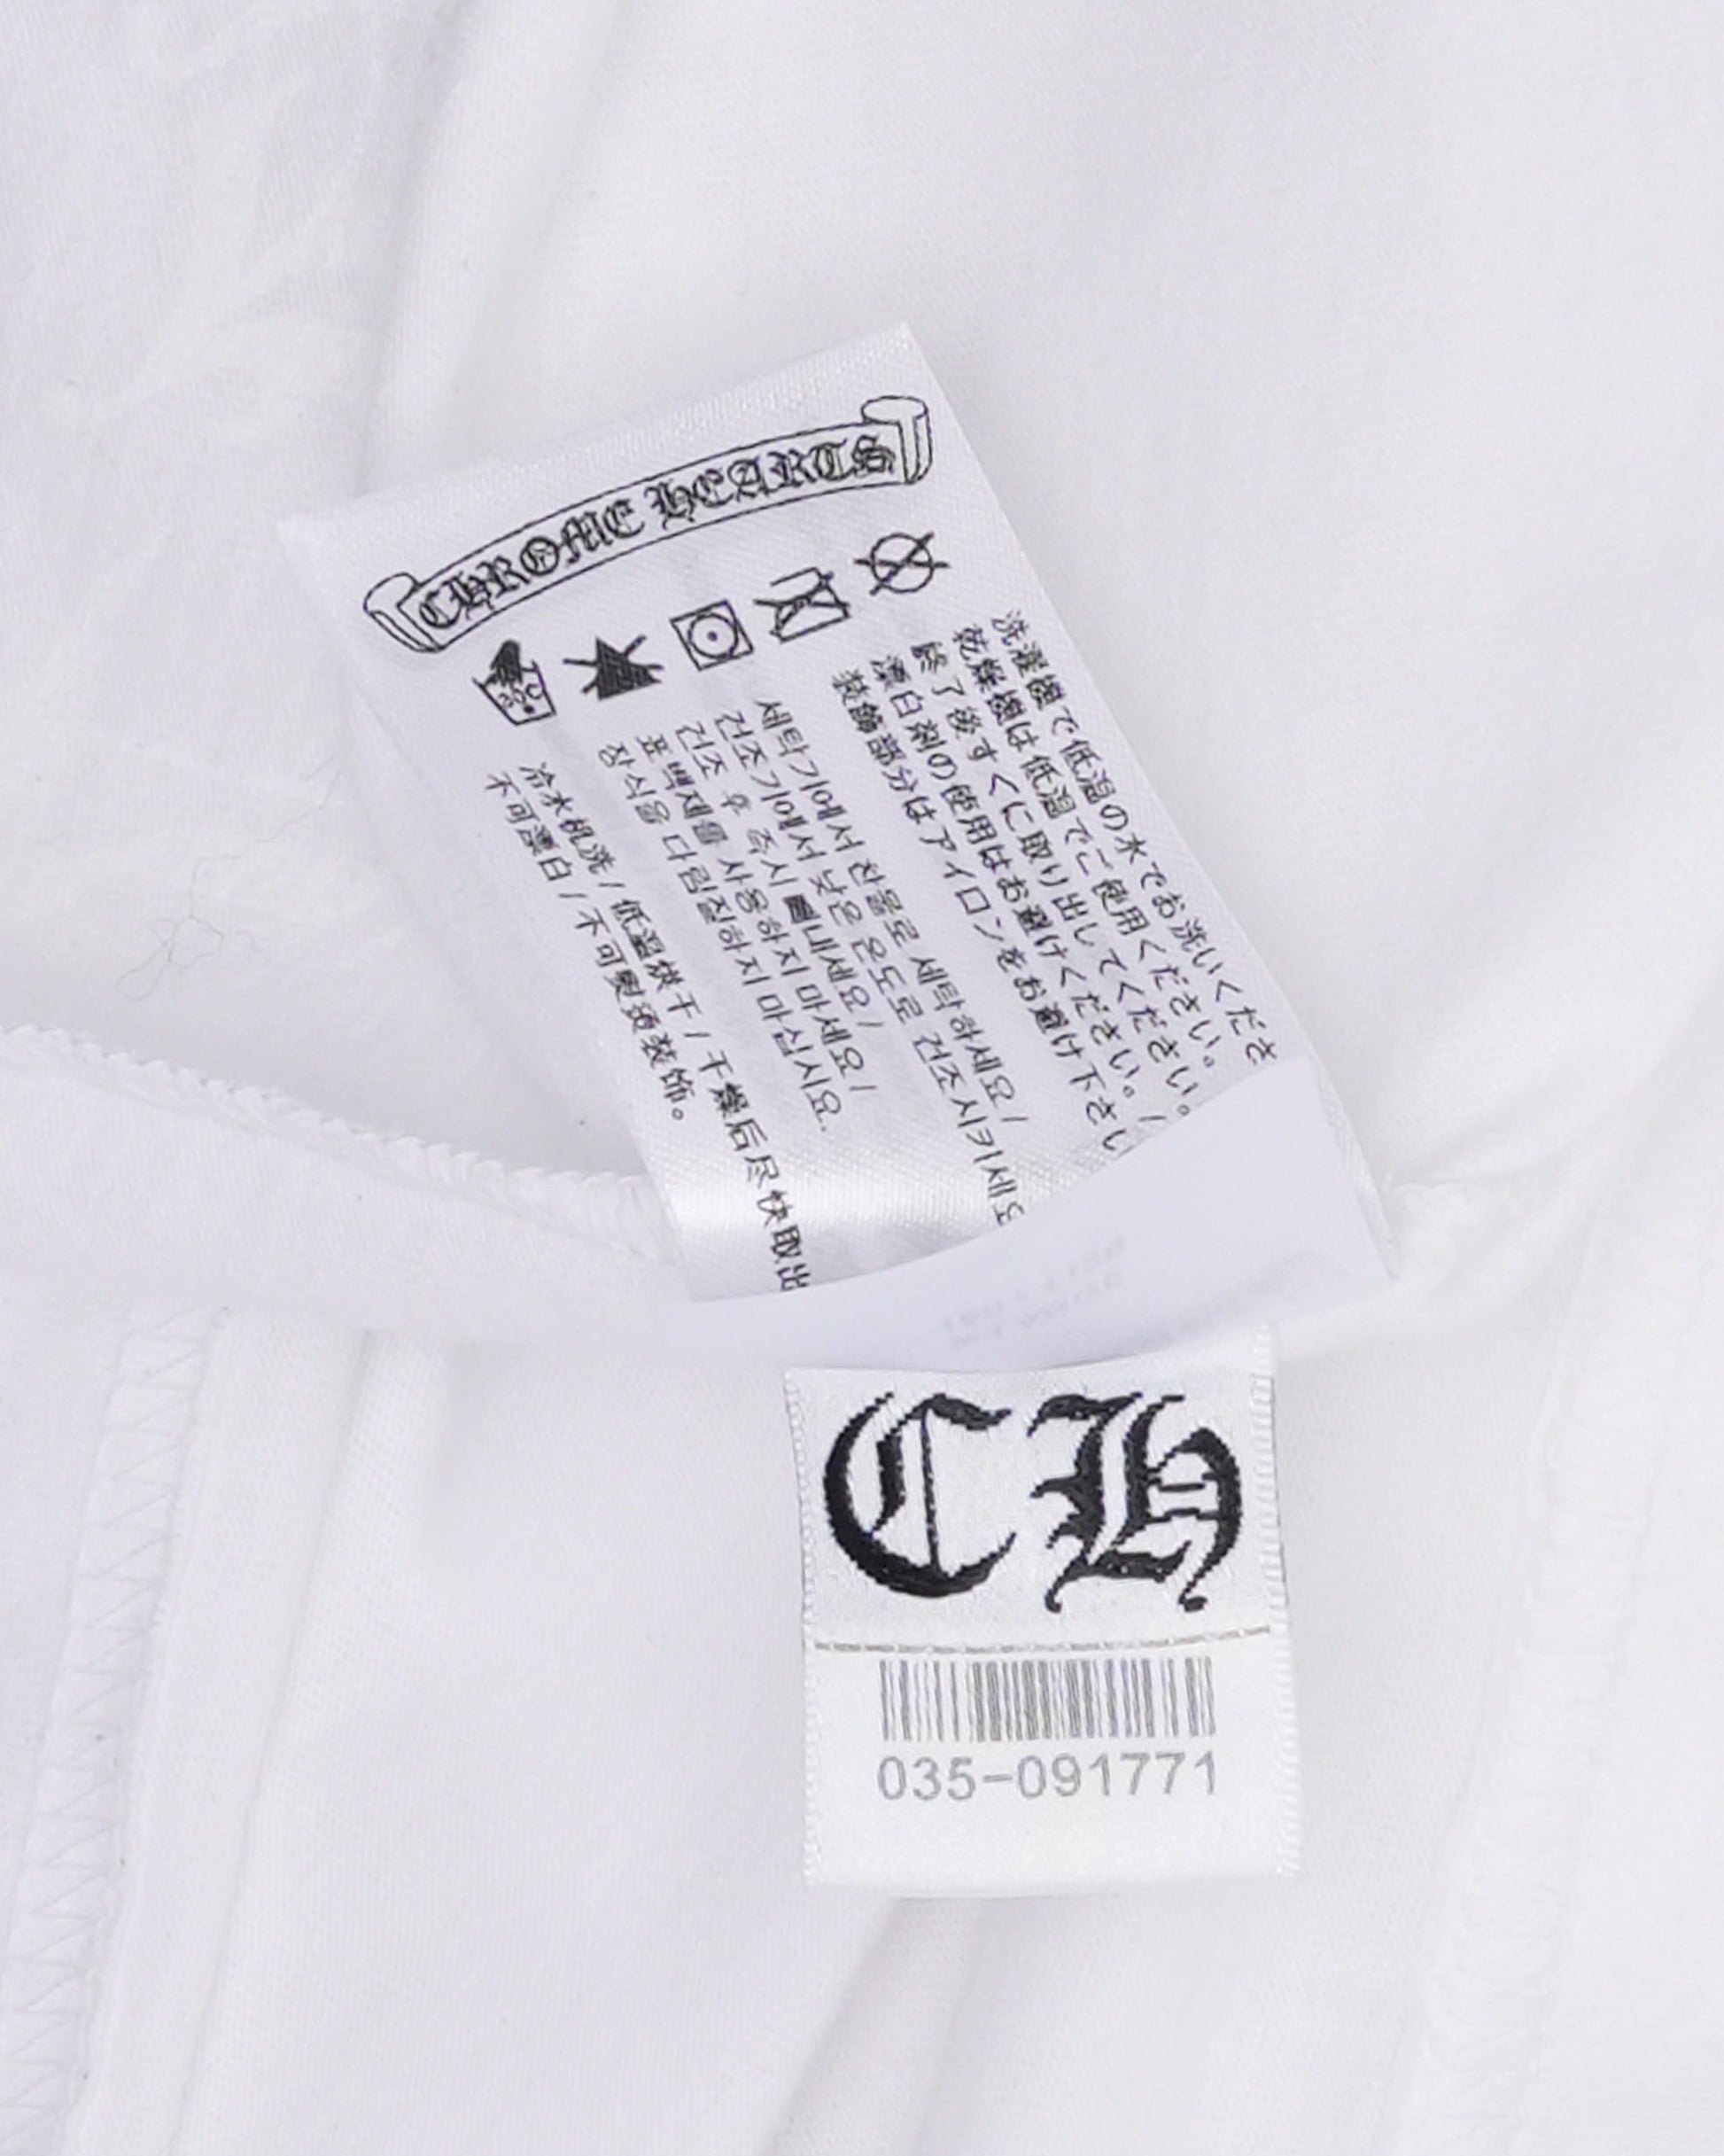 CHROME HEARTS
30°C
洗濯機で低温の水でお洗いくださ
乾燥機は低温でご使用ください。
終了後すぐに取り出してください。
漂白剤の使用はお避けください。/
装飾部分はアイロンをお避け下さい
세탁기에서 찬물로 세탁하세요/
건조기에서 낮은 온도로 건조시키세요
건조 후 즉시 빼내세요/
표백제를 사용하지 마세요/
장식을 다림질하지 마십시요.
冷水机洗/低温烘干/干燥后尽快取出
不可漂白/不可熨烫装饰。
CH
035-091771